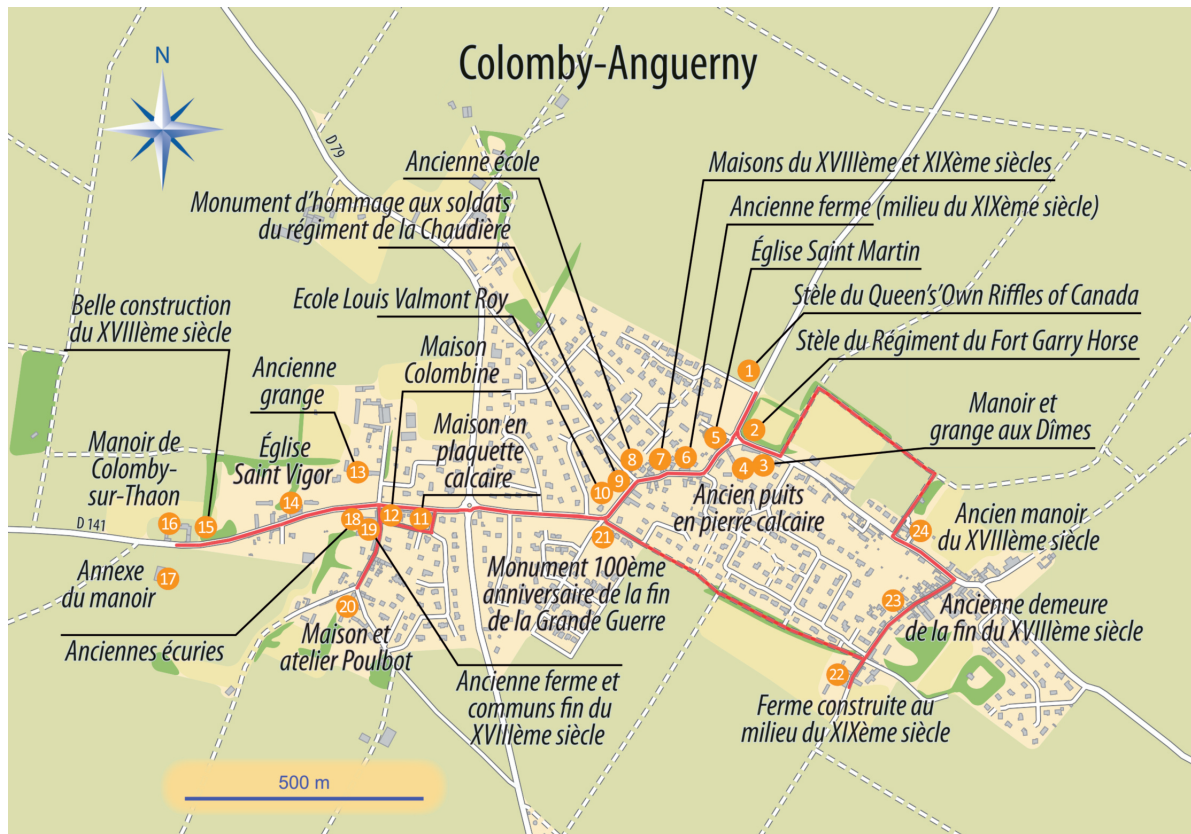 Colomby-Anguerny
N
D 79
Ancienne école
Monument d'hommage aux soldats
du régiment de la Chaudière
Ecole Louis Valmont Roy
Maisons du XVIIIème et XIXème siècles
Ancienne ferme (milieu du XIXème siècle)
Église Saint Martin
Stèle du Queen's'Own Riffles of Canada
Stèle du Régiment du Fort Garry Horse
Manoir et
grange aux Dîmes
Belle construction
du XVIIIème siècle
Ancienne
grange
Maison
Colombine
Maison en
plaquette
calcaire
Manoir de
Colomby-
sur-Thaon
Église
Saint Vigor
D 141
Annexe
du manoir
Anciennes écuries
Maison et
atelier Poulbot
Ancienne ferme et
communs fin du
XVIIIème siècle
Monument 100ème
anniversaire de la fin
de la Grande Guerre
Ancien puits
en pierre calcaire
Ancien manoir
du XVIIIème siècle
Ancienne demeure
de la fin du XVIIIème siècle
Ferme construite au
milieu du XIXème siècle
1
2
3
4
5
6
7
8
9
10
11
12
13
14
15
16
17
18
19
20
21
22
23
24
500 m